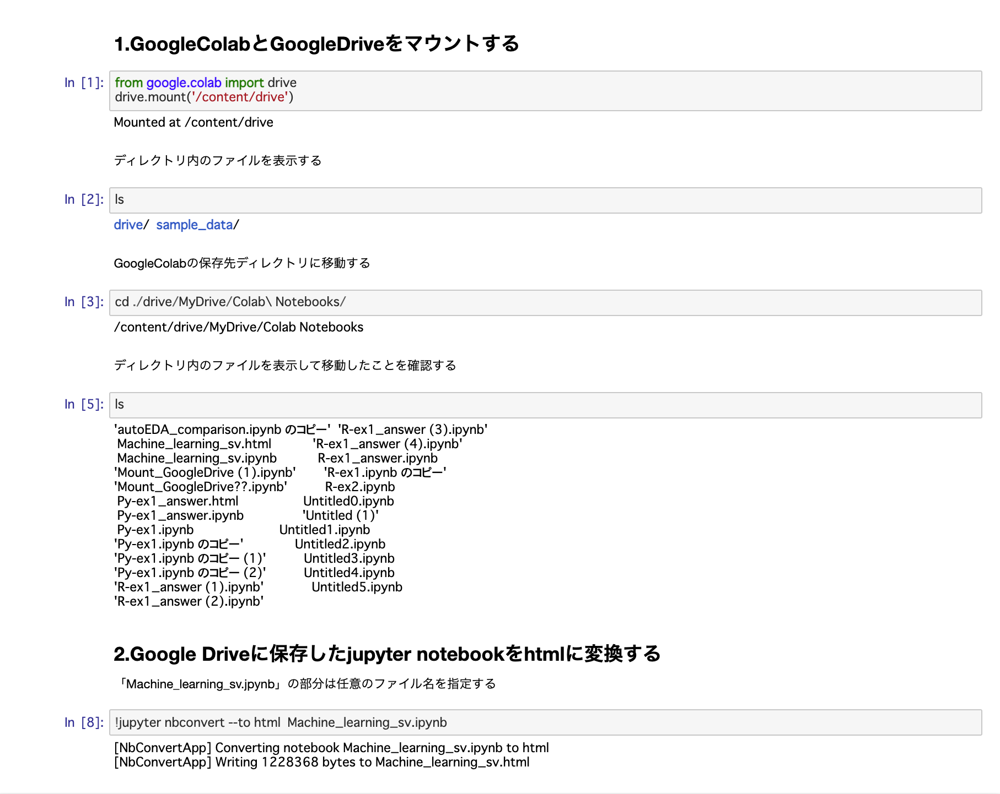 1.GoogleColabとGoogleDriveをマウントする
In [1]:
from google.colab import drive
drive.mount('/content/drive')
Mounted at /content/drive
ディレクトリ内のファイルを表示する
In [2]:
ls
drive/ sample_data/
GoogleColabの保存先ディレクトリに移動する
In [3]:
cd ./drive/MyDrive/Colab\ Notebooks/
/content/drive/MyDrive/Colab Notebooks
ディレクトリ内のファイルを表示して移動したことを確認する
In [5]:
ls
'autoEDA_comparison.ipynb のコピー' 'R-ex1_answer (3).ipynb'
Machine_learning_sv.html 'R-ex1_answer (4).ipynb'
Machine_learning_sv.ipynb R-ex1_answer.ipynb
'Mount_GoogleDrive (1).ipynb' 'R-ex1.ipynb のコピー'
'Mount_GoogleDrive??.ipynb' R-ex2.ipynb
Py-ex1_answer.html Untitled0.ipynb
Py-ex1_answer.ipynb 'Untitled (1)'
Py-ex1.ipynb Untitled1.ipynb
'Py-ex1.ipynb のコピー' Untitled2.ipynb
'Py-ex1.ipynb のコピー (1)' Untitled3.ipynb
'Py-ex1.ipynb のコピー (2)' Untitled4.ipynb
'R-ex1_answer (1).ipynb' Untitled5.ipynb
'R-ex1_answer (2).ipynb'
2.Google Driveに保存したjupyter notebookをhtmlに変換する
「Machine_learning_sv.jpynb」の部分は任意のファイル名を指定する
In [8]:
!jupyter nbconvert --to html Machine_learning_sv.ipynb
[NbConvertApp] Converting notebook Machine_learning_sv.ipynb to html
[NbConvertApp] Writing 1228368 bytes to Machine_learning_sv.html